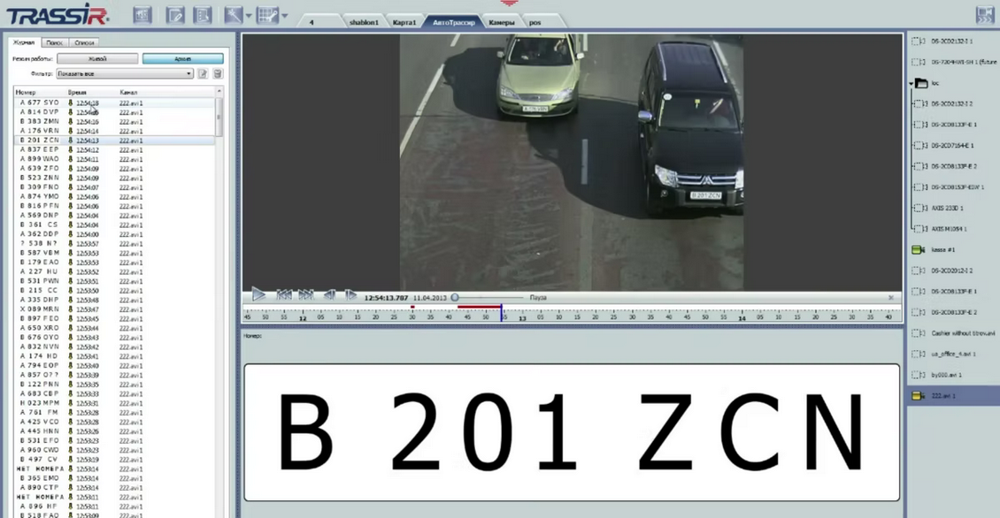 TRASSIR
4
shablon1
Карта1
АвтоТрассир
Камеры
pos
Журнал
Поиск
Списки
Режим работы:
Живой
Архив
Фильтр:
Показать все
Номер Время Канал
A 677 SYO 12:54:18 222.avi 1
A 814 DVP 222.avi 1
B 383 ZMN 12:54:16 222.avi 1
A 176 VRN 12:54:14 222.avi 1
B 201 ZCN 12:54:13 222.avi 1
A 837 EEP 12:54:12 222.avi 1
A 899 WAO 12:54:11 222.avi 1
A 639 ZFO 12:54:09 222.avi 1
B 523 ZNN 12:54:09 222.avi 1
B 309 FNO 12:54:07 222.avi 1
A 874 YMO 12:54:06 222.avi 1
B 816 PFN 12:54:06 222.avi 1
A 569 DNP 12:54:04 222.avi 1
B 361 CS 12:54:04 222.avi 1
A 362 DDP 12:54:00 222.avi 1
? 538 N? 12:53:57 222.avi 1
B 587 VBM 12:53:53 222.avi 1
B 179 EAO 12:53:53 222.avi 1
A 227 HU 12:53:52 222.avi 1
B 531 PWN 12:53:51 222.avi 1
B 215 CC 12:53:50 222.avi 1
A 335 DHP 12:53:48 222.avi 1
X 089 MRN 12:53:47 222.avi 1
B 897 FEO 12:53:45 222.avi 1
A 650 XRO 12:53:44 222.avi 1
B 676 OYO 12:53:43 222.avi 1
A 832 NVN 12:53:42 222.avi 1
A 174 HD 12:53:41 222.avi 1
A 794 EOP 12:53:40 222.avi 1
A 857 O?? 12:53:39 222.avi 1
B 122 PNN 12:53:35 222.avi 1
A 683 CBP 12:53:33 222.avi 1
H 023 MPM 12:53:31 222.avi 1
A 761 FM 12:53:28 222.avi 1
A 425 VCO 12:53:28 222.avi 1
A 445 HNN 12:53:26 222.avi 1
B 531 EFO 12:53:23 222.avi 1
A 960 CWD 12:53:23 222.avi 1
B 497 CV 12:53:19 222.avi 1
НЕТ НОМЕРА 12:53:14 222.avi 1
B 365 EMO 12:53:14 222.avi 1
A 890 CTP 12:53:14 222.avi 1
НЕТ НОМЕРА 12:53:11 222.avi 1
A 896 HF 12:53:11 222.avi 1
B 518 FAO 12:53:09 222.avi 1
B 201 ZCN
12:54:13.787 11.04.2013
Пауза
45 50 55 12 05 10 15 20 25 30 35 40 45 50 55 13 05 10 15 20 25 30 35 40 45 50 55 14 05 10 15 20 25 30 35 40
Номер:
B 201 ZCN
DS-2CD2132-I 1
DS-7204HWI-SH 1 (future
loc
DS-2CD2132-I 2
DS-2CD8133F-E 1
DS-2CD7164-E 1
DS-2CD8133F-E 2
DS-2CD8153F-EIW 1
AXIS 233D 1
AXIS M1054 1
kassa #1
DS-2CD2012-I 2
DS-2CD8133F-E 1
DS-2CD8133F-E 2
Cashier without titrov.avi
ua_office_4.avi 1
by000.avi 1
222.avi 1